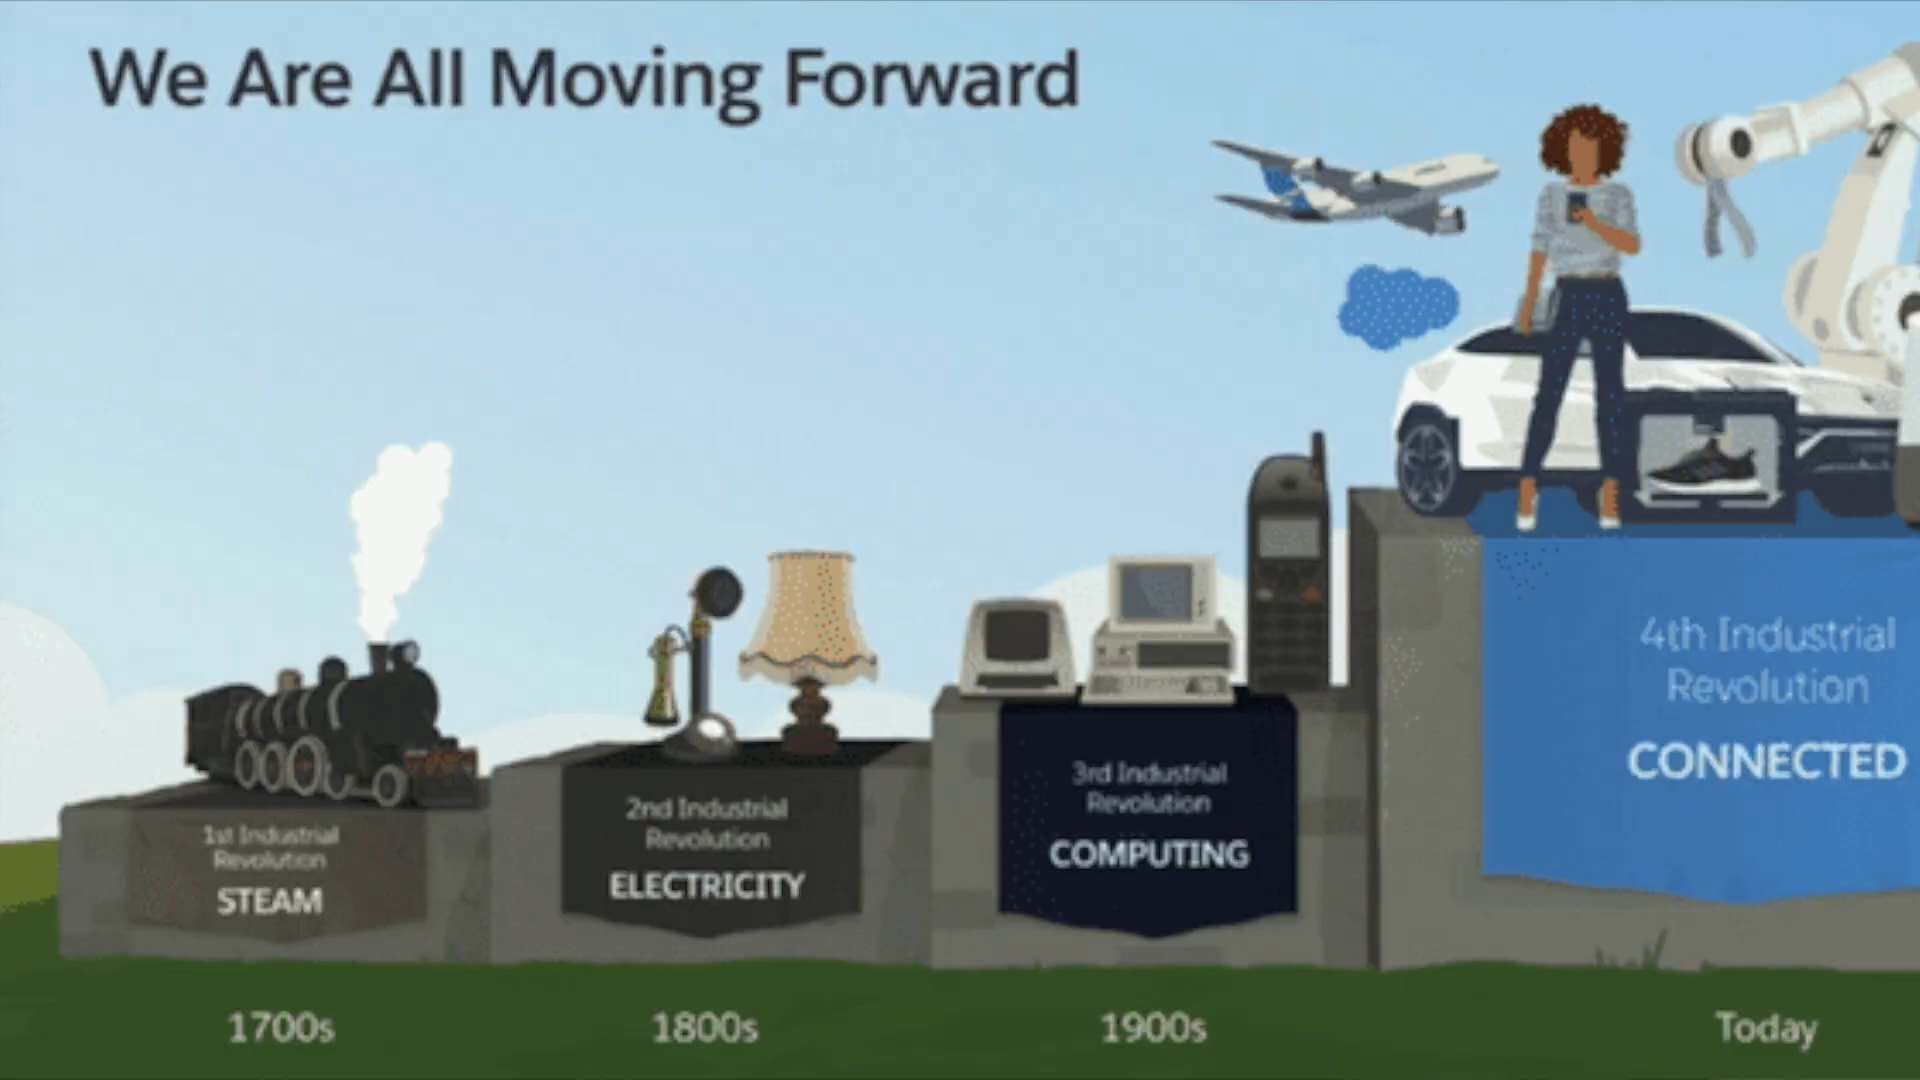 We Are All Moving Forward
1st Industrial
Revolution
STEAM
2nd Industrial
Revolution
ELECTRICITY
3rd Industrial
Revolution
COMPUTING
4th Industrial
Revolution
CONNECTED
1700s
1800s
1900s
Today